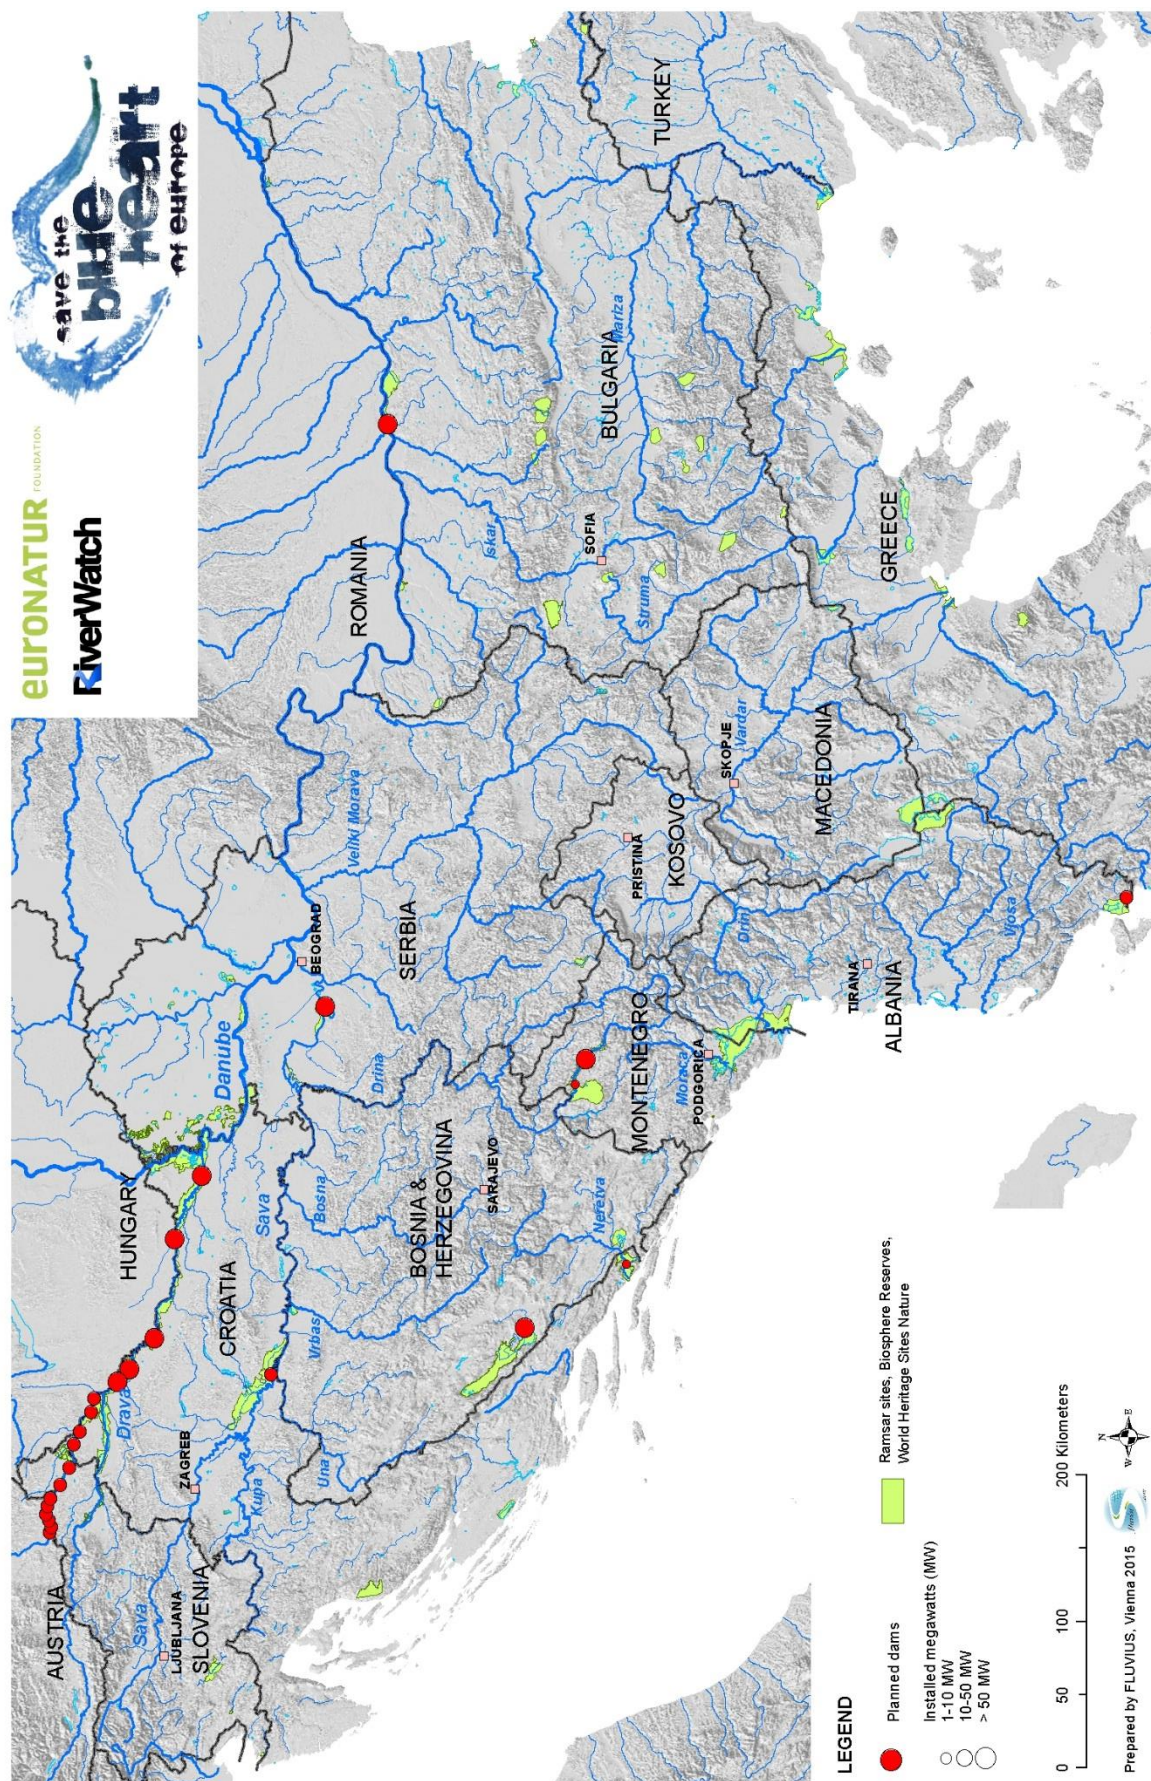 euroNATUR FOUNDATION
RiverWatch
save the
blue
heart
of europe
AUSTRIA
HUNGARY
ROMANIA
Drava
Danube
Sava
LJUBLJANA
SLOVENIA
ZAGREB
CROATIA
Sava
BEOGRAD
Veliki Morava
Kupa
Una
Vrbas
Bosna
Drina
SERBIA
Iskar
BOSNIA &
HERZEGOVINA
SARAJEVO
SOFIA
BULGARIA
Mariza
TURKEY
Neretva
MONTENEGRO
Moraca
PODGORICA
PRISTINA
KOSOVO
Struma
SKOPJE
Vardar
MACEDONIA
Drini
TIRANA
ALBANIA
GREECE
Vjosa
LEGEND
Planned dams
Installed megawatts (MW)
1-10 MW
10-50 MW
> 50 MW
Ramsar sites, Biosphere Reserves,
World Heritage Sites Nature
0 50 100 200 Kilometers
Prepared by FLUVIUS, Vienna 2015
N
W E
S